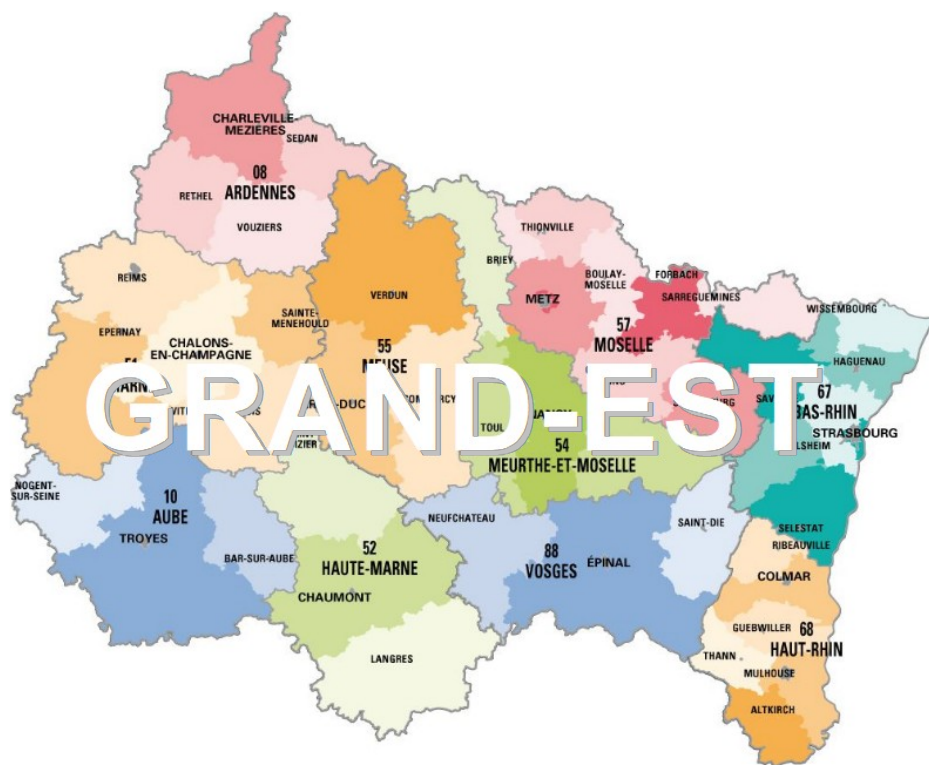 CHARLEVILLE-
MEZIERES
SEDAN
08
ARDENNES
RETHEL
VOUZIERS
THIONVILLE
BRIEY
REIMS
BOULAY-
MOSELLE
FORBACH
VERDUN
METZ
SARREGUEMINES
WISSEMBOURG
SAINTE-
MENEHOULD
57
MOSELLE
EPERNAY
CHALONS-
EN-CHAMPAGNE
55
MEUSE
HAGUENAU
67
BAS-RHIN
GRAND-EST
TOUL
STRASBOURG
54
MEURTHE-ET-MOSELLE
NOGENT-
SUR-SEINE
10
AUBE
TROYES
BAR-SUR-AUBE
NEUFCHATEAU
SAINT-DIE
SELESTAT
RIBEAUVILLE
52
HAUTE-MARNE
88
VOSGES
ÉPINAL
COLMAR
CHAUMONT
GUEBWILLER
68
HAUT-RHIN
LANGRES
THANN
MULHOUSE
ALTKIRCH